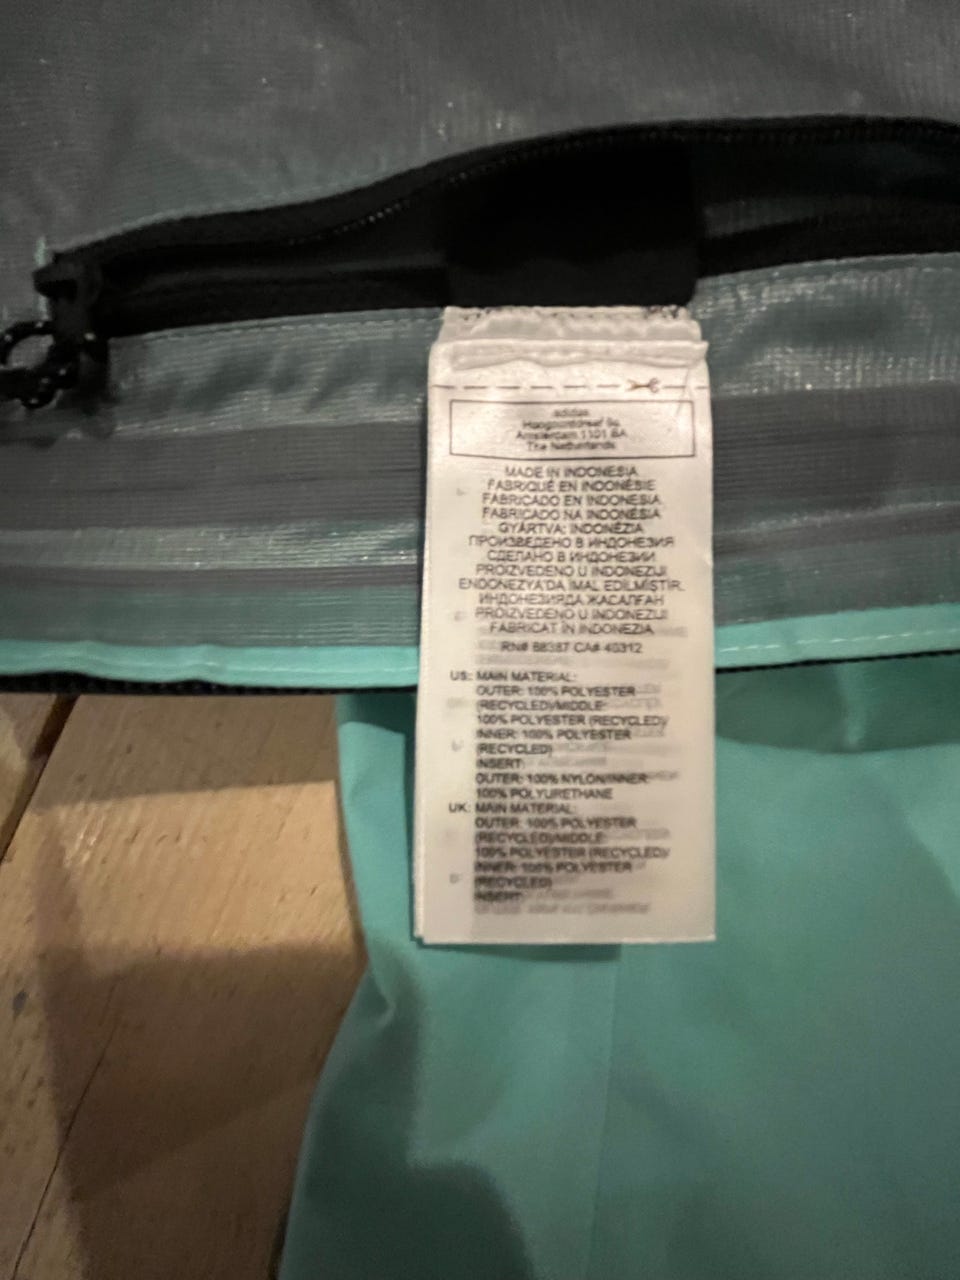 adidas
Hoogoorddreef 9a
Amsterdam 1101 BA
The Netherlands
MADE IN INDONESIA
FABRIQUÉ EN INDONÉSIE
FABRICADO EN INDONESIA
FABRICADO NA INDONÉSIA
GYÁRTVA: INDONÉZIA
ПРОИЗВЕДЕНО В ИНДОНЕЗИЯ
СДЕЛАНО В ИНДОНЕЗИИ
PROIZVEDENO U INDONEZIJI
ENDONEZYA'DA İMAL EDİLMİŞTİR.
ИНДОНЕЗИЯДА ЖАСАЛҒАН
PROIZVEDENO U INDONEZIJI
FABRICAT ÎN INDONEZIA
RN# 88387 CA# 40312
US: MAIN MATERIAL:
OUTER: 100% POLYESTER
(RECYCLED)/MIDDLE:
100% POLYESTER (RECYCLED)/
INNER: 100% POLYESTER
(RECYCLED)
INSERT:
OUTER: 100% NYLON/INNER:
100% POLYURETHANE
UK: MAIN MATERIAL:
OUTER: 100% POLYESTER
(RECYCLED)/MIDDLE:
100% POLYESTER (RECYCLED)/
INNER: 100% POLYESTER
(RECYCLED)
INSERT: